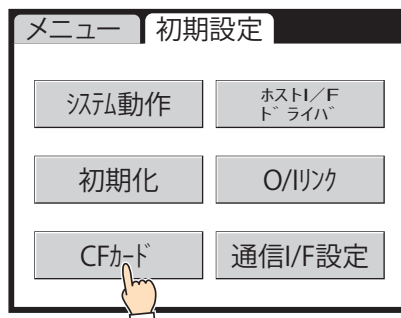 メニュー
初期設定
ｼｽﾃﾑ動作
ホストI／F
ド゛ライバ゛
初期化
O/Iﾘﾝｸ
CFｶｰﾄﾞ
通信I/F設定